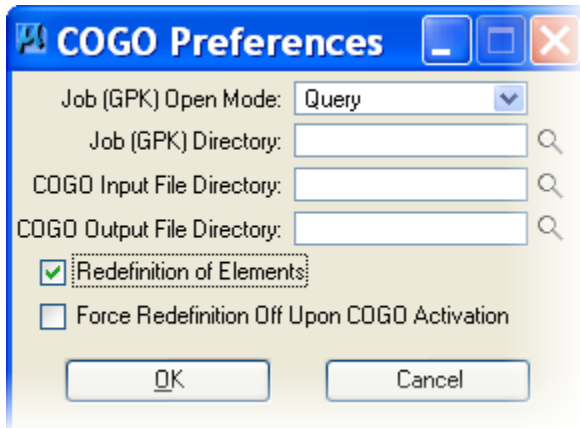 COGO Preferences
Job (GPK) Open Mode: Query
Job (GPK) Directory:
COGO Input File Directory:
COGO Output File Directory:
Redefinition of Elements
Force Redefinition Off Upon COGO Activation
OK Cancel